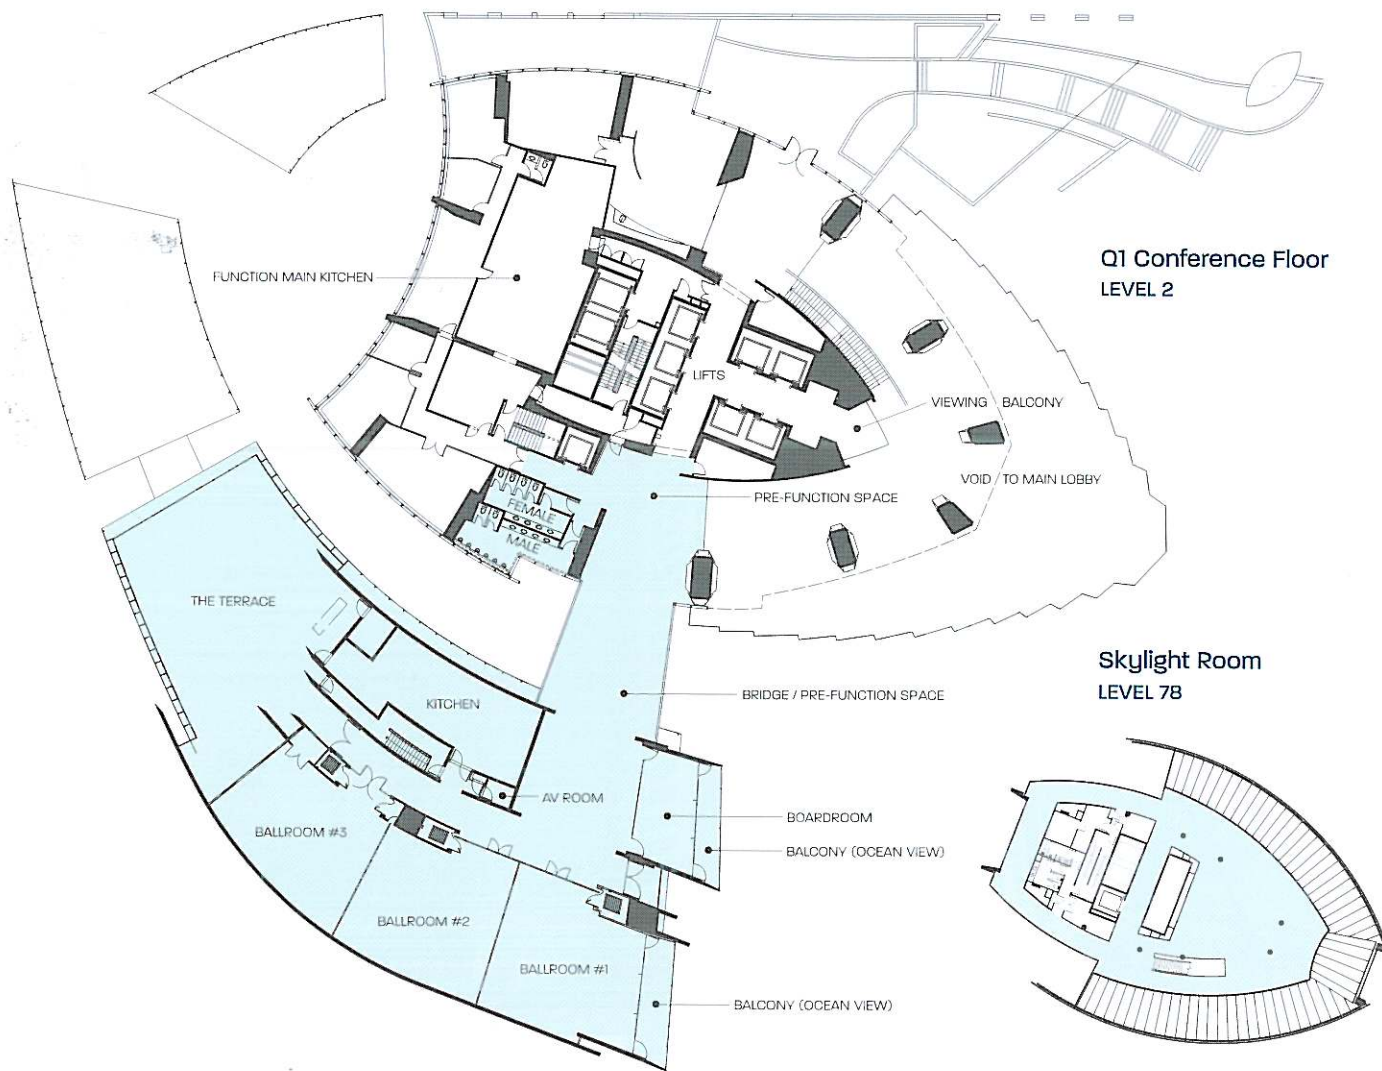 Q1 Conference Floor
LEVEL 2
FUNCTION MAIN KITCHEN
LIFTS
VIEWING BALCONY
VOID TO MAIN LOBBY
PRE-FUNCTION SPACE
FEMALE
MALE
THE TERRACE
KITCHEN
BRIDGE / PRE-FUNCTION SPACE
AV ROOM
BOARDROOM
BALCONY (OCEAN VIEW)
BALLROOM #3
BALLROOM #2
BALLROOM #1
BALCONY (OCEAN VIEW)
Skylight Room
LEVEL 78